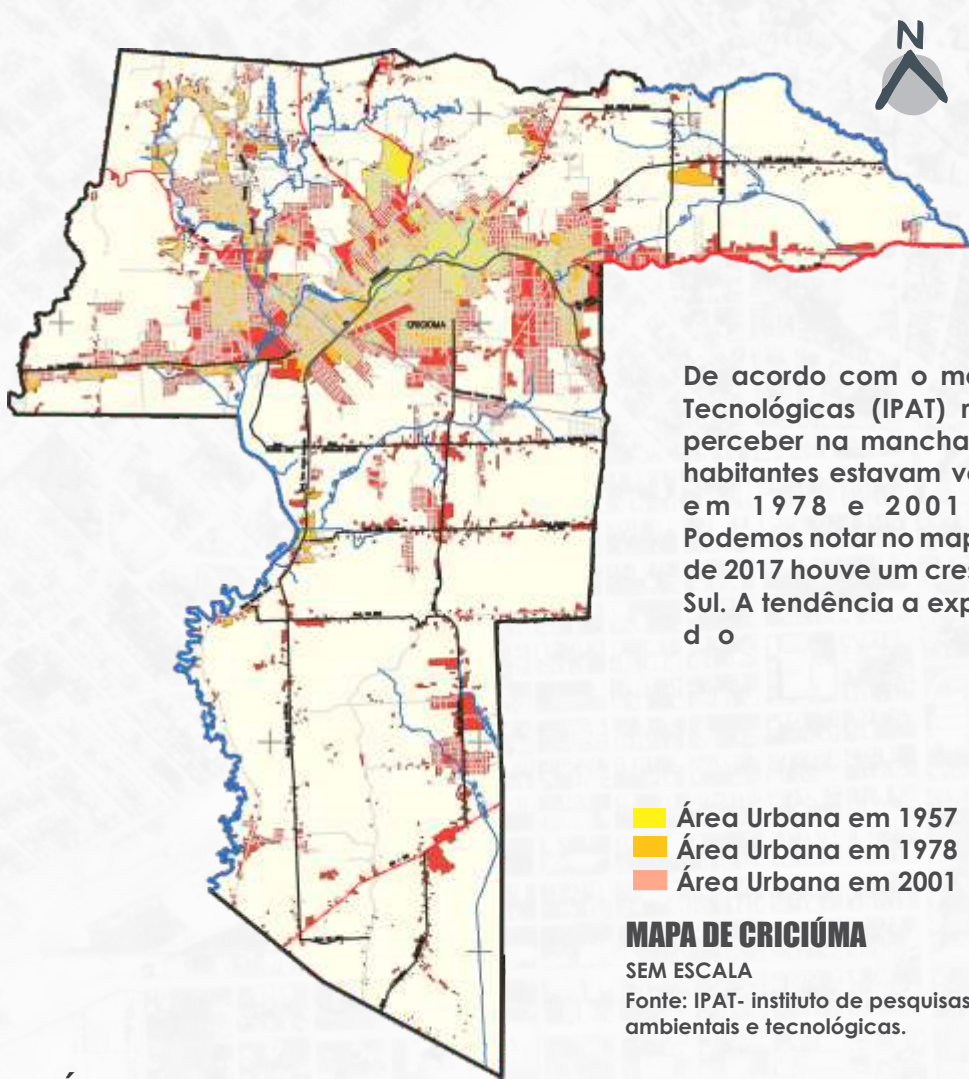 N
CRICIÚMA
De acordo com o ma
Tecnológicas (IPAT) n
perceber na mancha
habitantes estavam v
em 1978 e 2001
Podemos notar no map
de 2017 houve um cres
Sul. A tendência a exp
d o
Área Urbana em 1957
Área Urbana em 1978
Área Urbana em 2001
MAPA DE CRICIÚMA
SEM ESCALA
Fonte: IPAT- instituto de pesquisas
ambientais e tecnológicas.